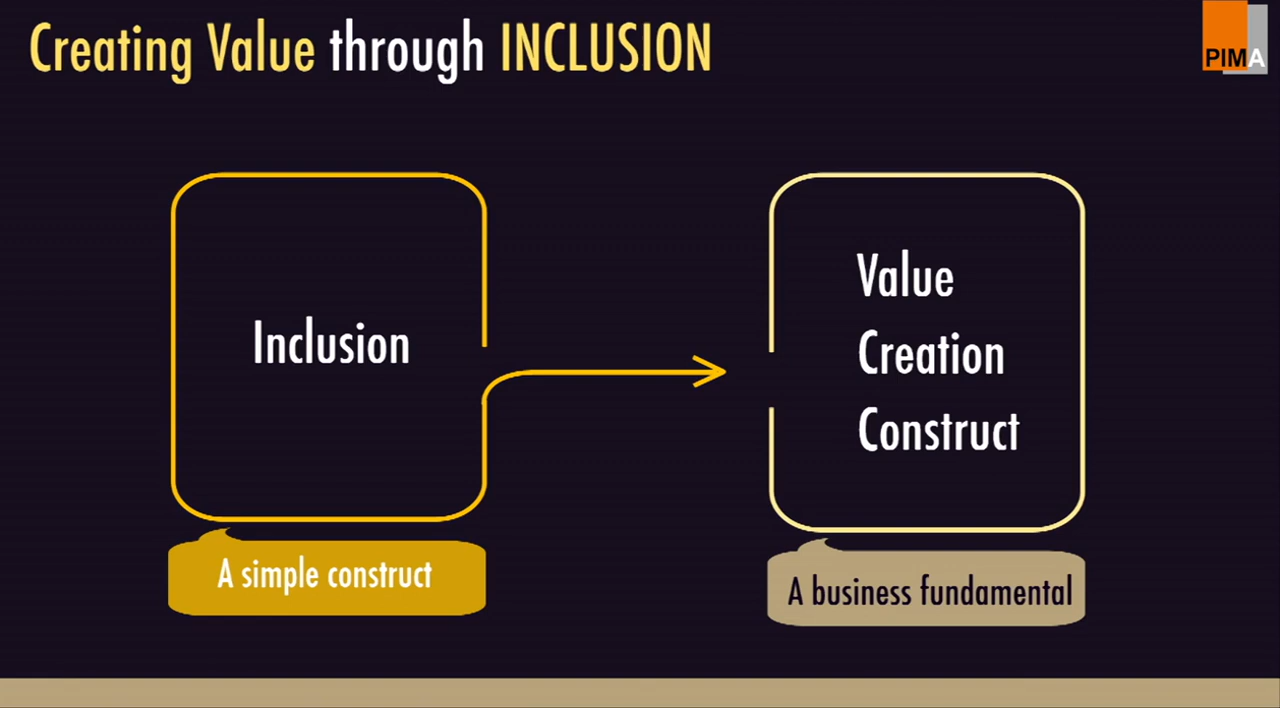 Creating Value through INCLUSION
PIMA
Inclusion
A simple construct
Value
Creation
Construct
A business fundamental